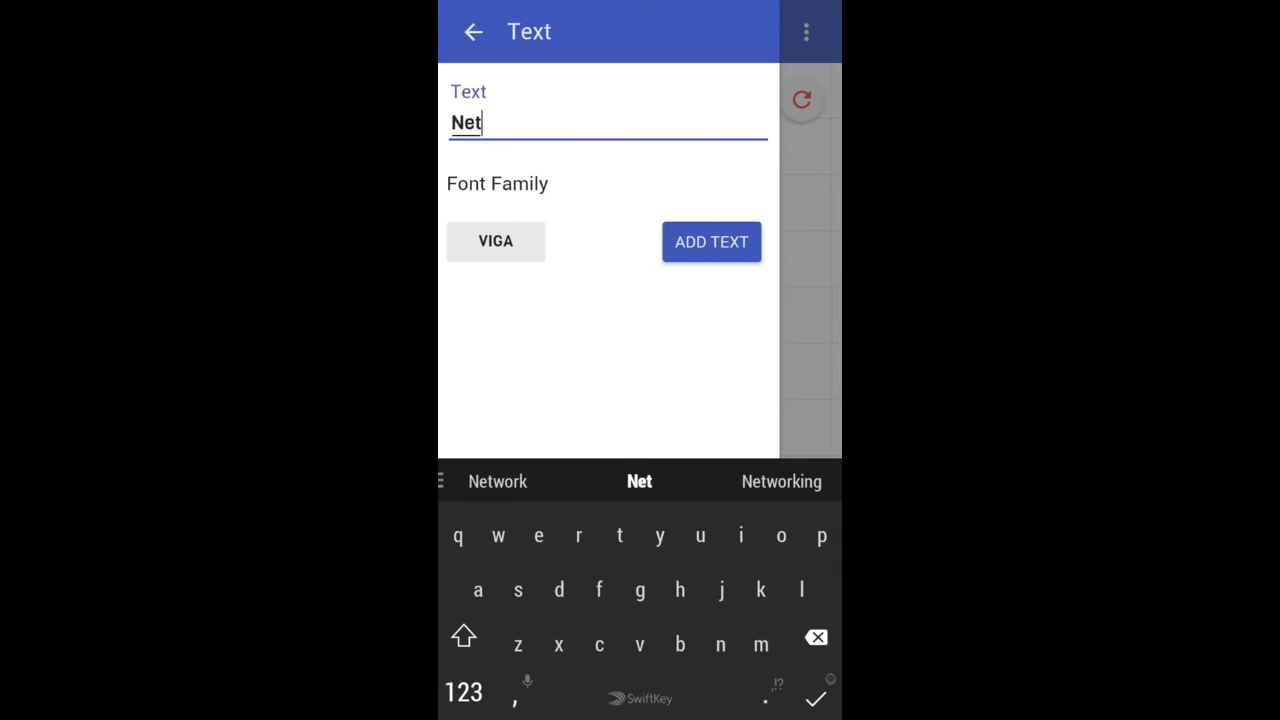 Text
Text
Net
Font Family
VIGA
ADD TEXT
Network Net Networking
q w e r t y u i o p
a s d f g h j k l
z x c v b n m
123 , SwiftKey . ,!?